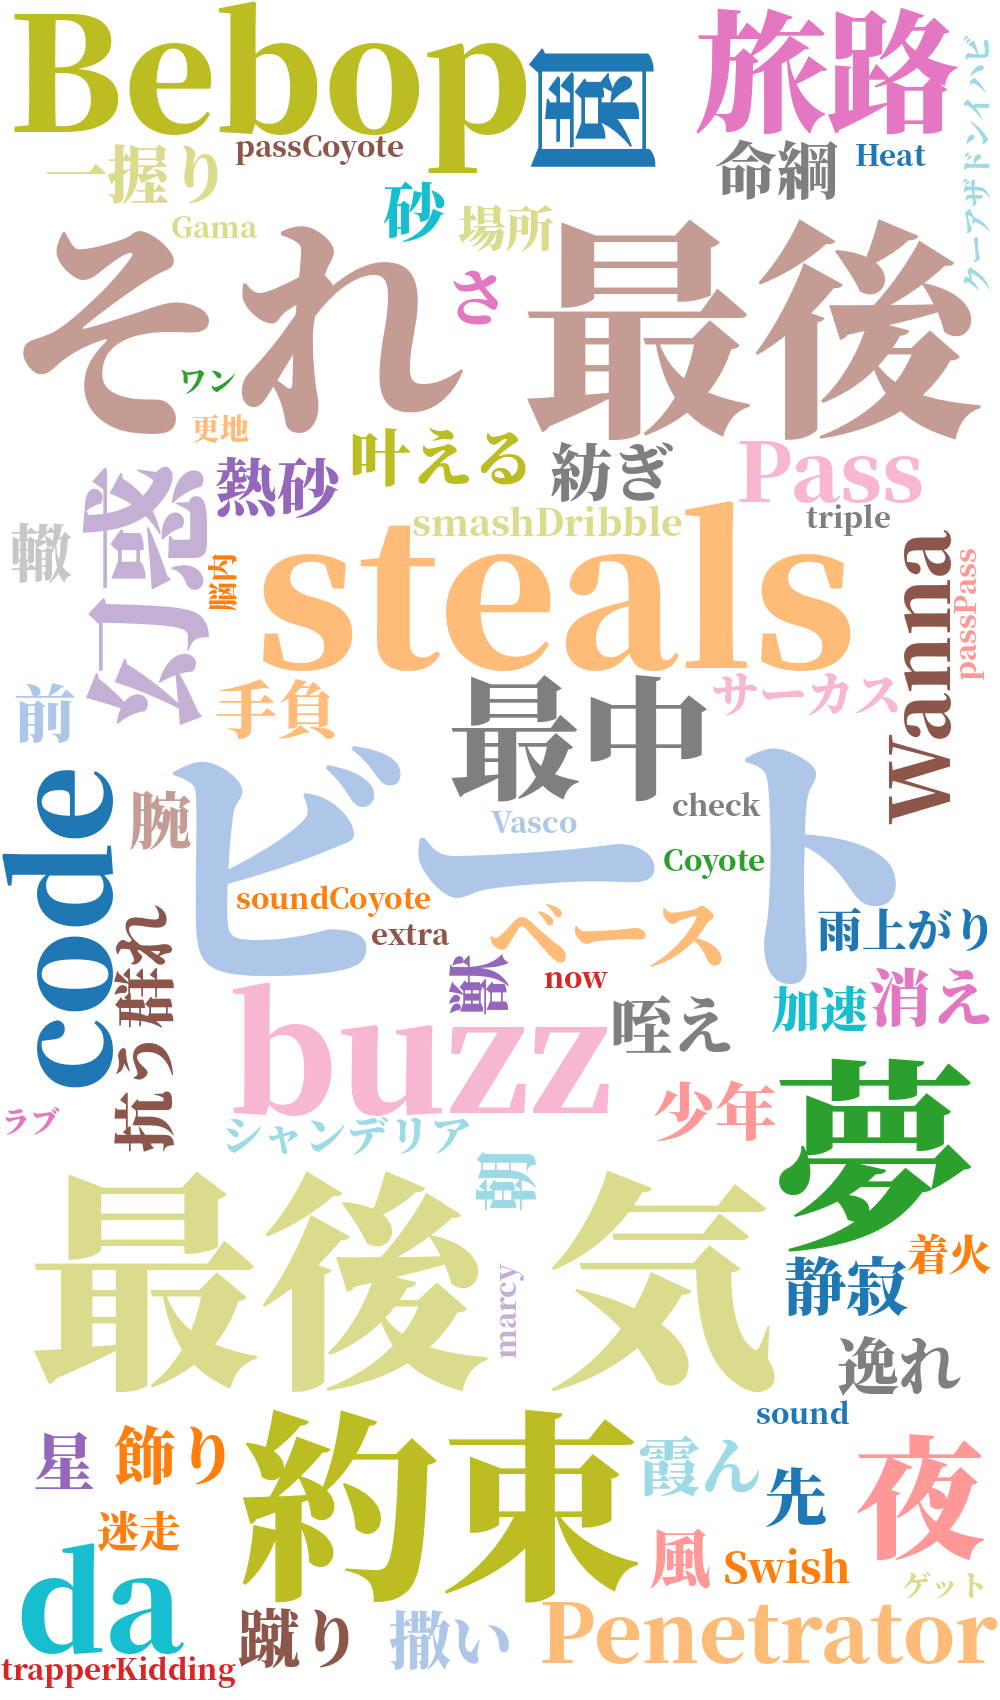 Bebop
園
旅路
クーアザドンイハビ
passCoyote
一握り
命綱
Heat
砂
場所
Gama
それ
さ
最後
ワン
更地
熱砂
叶える
紡ぎ
Pass
triple
smashDribble
轍
幻惑
脳内
steals
Wanna
passPass
前
手負
最中
サーカス
code
腕
ビート
Vasco
check
Coyote
soundCoyote
extra
ベース
雨上がり
群れ
獣
now
咥え
加速
消え
buzz
抗う
ラブ
シャンデリア
少年
夢
朝
最後
気
marcy
静寂
着火
逸れ
sound
星
飾り
約束
霞ん
先
夜
迷走
風
Swish
ゲット
da
蹴り
撒い
Penetrator
trapperKidding